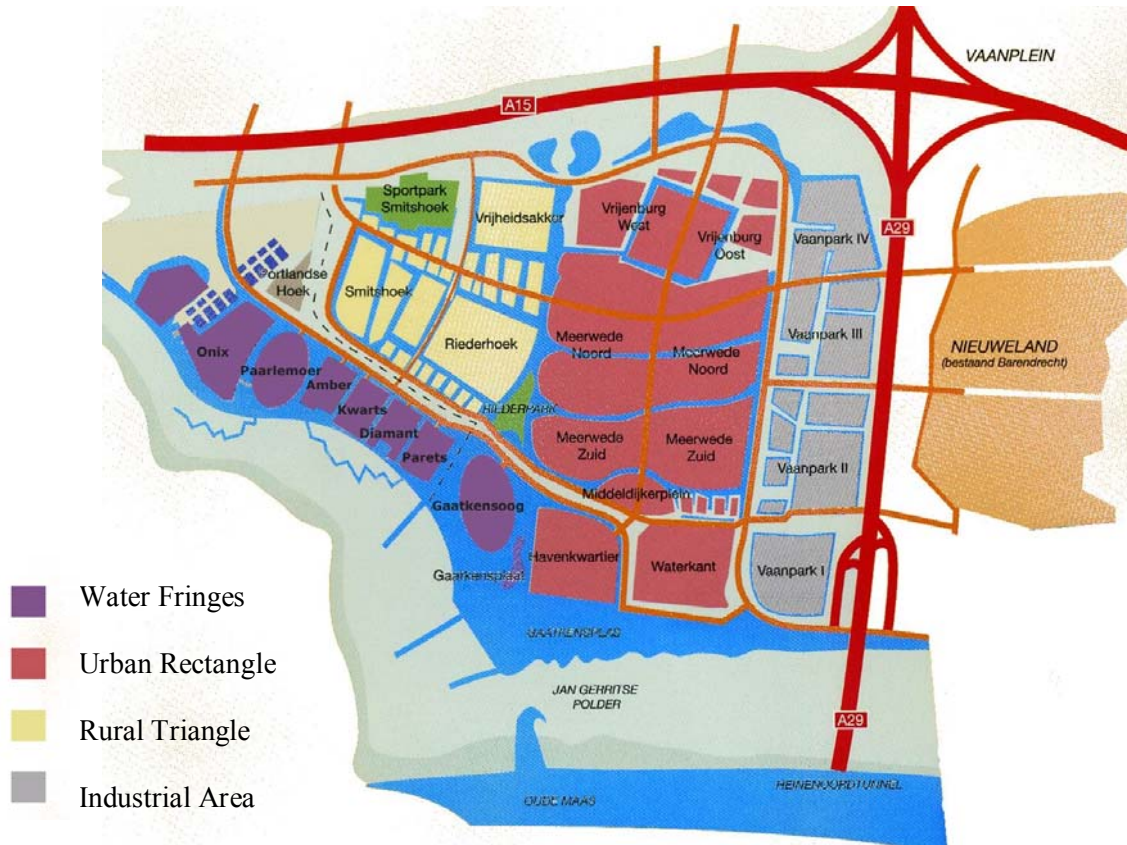 VAANPLEIN
A15
Sportpark
Smitshoek
Vrijheidsakker
Vrijenburg
West
Vrijenburg
Oost
A29
Vaanpark IV
Portlandse
Hoek
Smitshoek
Riederhoek
Meerwede
Noord
Meerwede
Noord
Vaanpark III
NIEUWELAND
(bestaand Barendrecht)
Onix
Paarlemoer
Amber
Kwarts
Diamant
Parets
RIEDERPARK
Meerwede
Zuid
Meerwede
Zuid
Vaanpark II
Middeldijkerplein
Gaatkensoog
Havenkwartier
Waterkant
Vaanpark I
Gaarkensplaat
GAATKENSPLAS
JAN GERRITSE
POLDER
A29
HEINENOORDTUNNEL
OUDE MAAS
Water Fringes
Urban Rectangle
Rural Triangle
Industrial Area